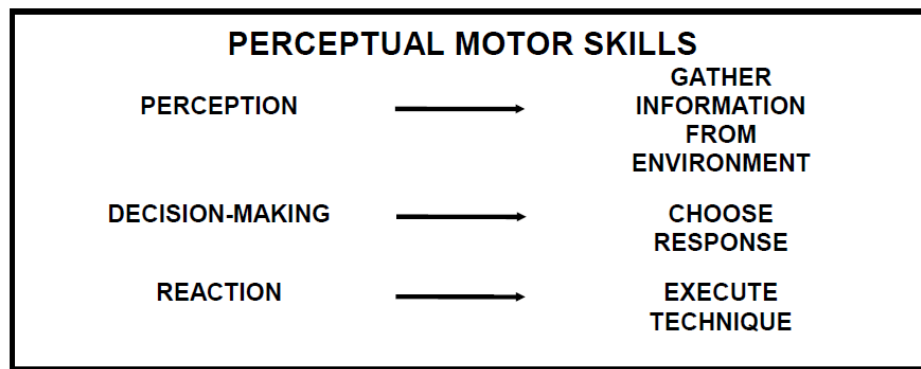 PERCEPTUAL MOTOR SKILLS
PERCEPTION
GATHER
INFORMATION
FROM
ENVIRONMENT
DECISION-MAKING
CHOOSE
RESPONSE
REACTION
EXECUTE
TECHNIQUE